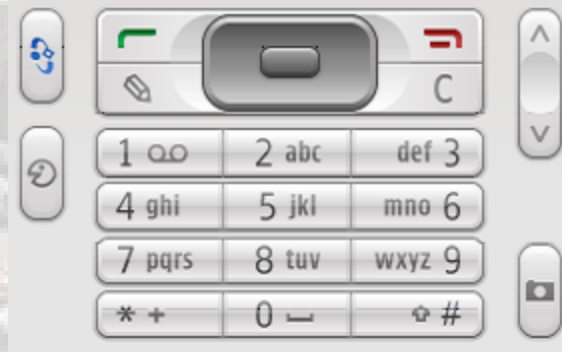 C
1 2 abc def 3
4 ghi 5 jkl mno 6
7 pqrs 8 tuv wxyz 9
* + 0 #